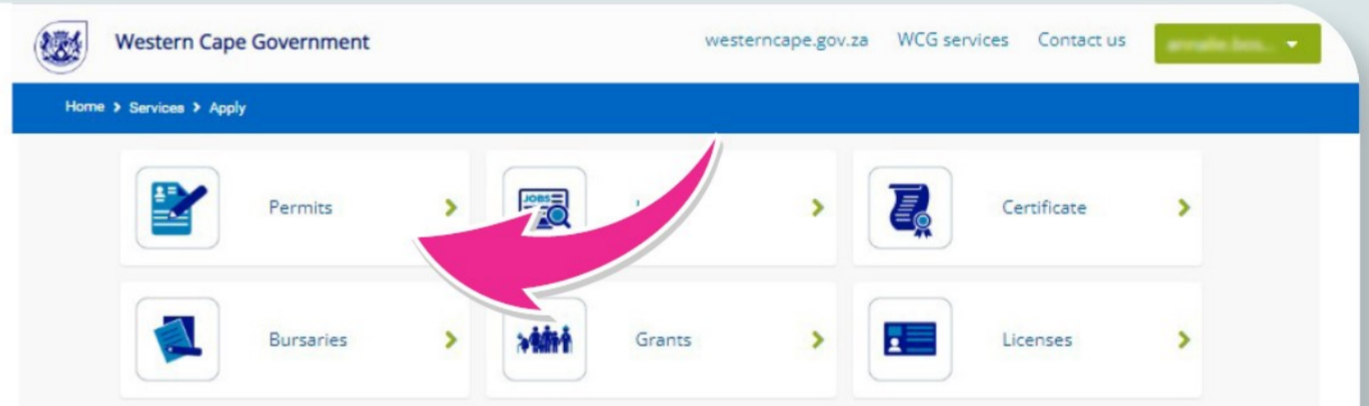 Western Cape Government
westerncape.gov.za WCG services Contact us
Home > Services > Apply
Permits
JOBS
Certificate
Bursaries
Grants
Licenses